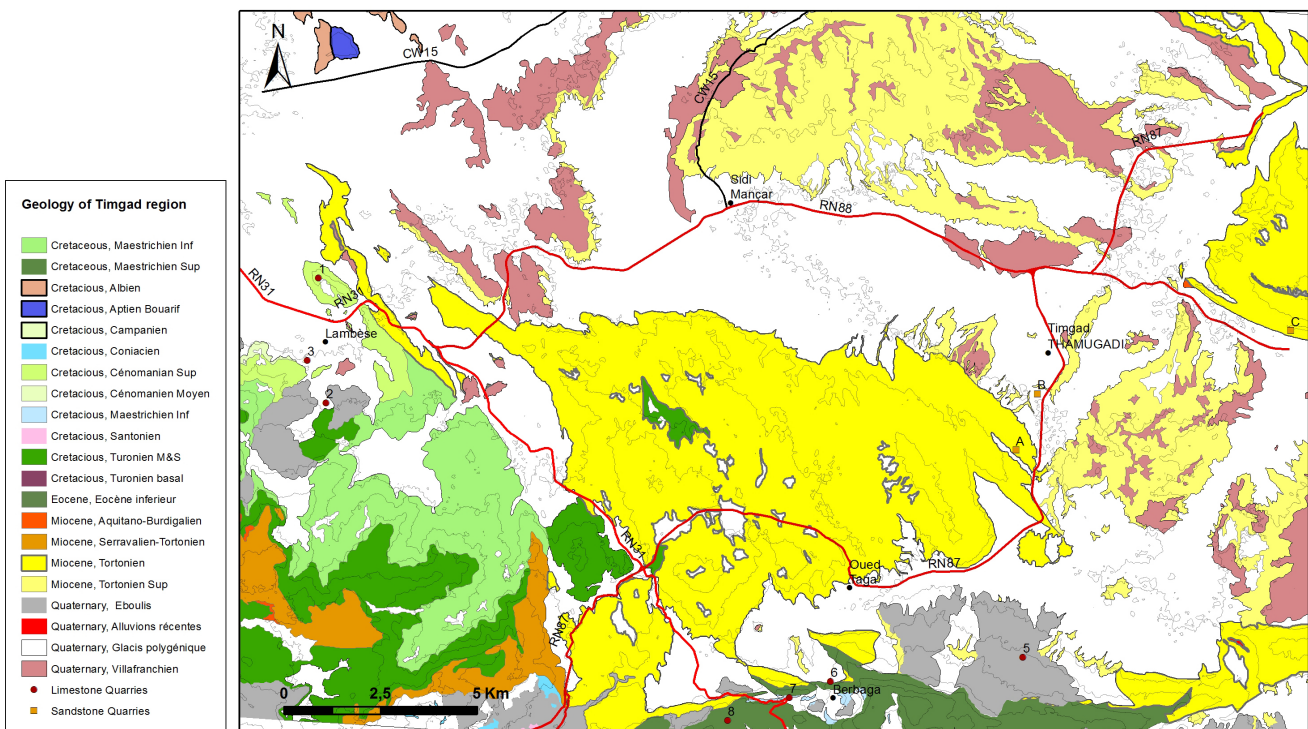 Geology of Timgad region
Cretaceous, Maestrichien Inf
Cretaceous, Maestrichien Sup
Cretacious, Albien
Cretacious, Aptien Bouarif
Cretacious, Campanien
Cretacious, Coniacien
Cretacious, Cénomanian Sup
Cretacious, Cénomanian Moyen
Cretacious, Maestrichien Inf
Cretacious, Santonien
Cretacious, Turonien M&S
Cretacious, Turonien basal
Eocene, Eocène inferieur
Miocene, Aquitano-Burdigalien
Miocene, Serravalien-Tortonien
Miocene, Tortonien
Miocene, Tortonien Sup
Quaternary, Eboulis
Quaternary, Alluvions récentes
Quaternary, Glacis polygénique
Quaternary, Villafranchien
Limestone Quarries
Sandstone Quarries
N
CW15
CW15
RN87
Sidi
Mancar
RN88
RN31
1
RN31
Lambèse
3
2
C
Timgad
THAMUGADI
B
A
RN31
RN87
Oued
Taga
RN87
5
6
7
Berbaga
8
0 2,5 5 Km